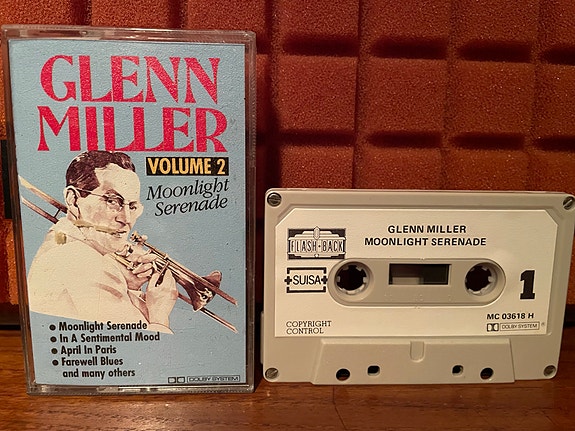 GLENN
MILLER
VOLUME 2
Moonlight
Serenade
• Moonlight Serenade
• In A Sentimental Mood
• April In Paris
• Farewell Blues
and many others
DOLBY SYSTEM
FLASH-BACK
GLENN MILLER
MOONLIGHT SERENADE
SUISA
1
COPYRIGHT
CONTROL
MC 03618 H
DOLBY SYSTEM